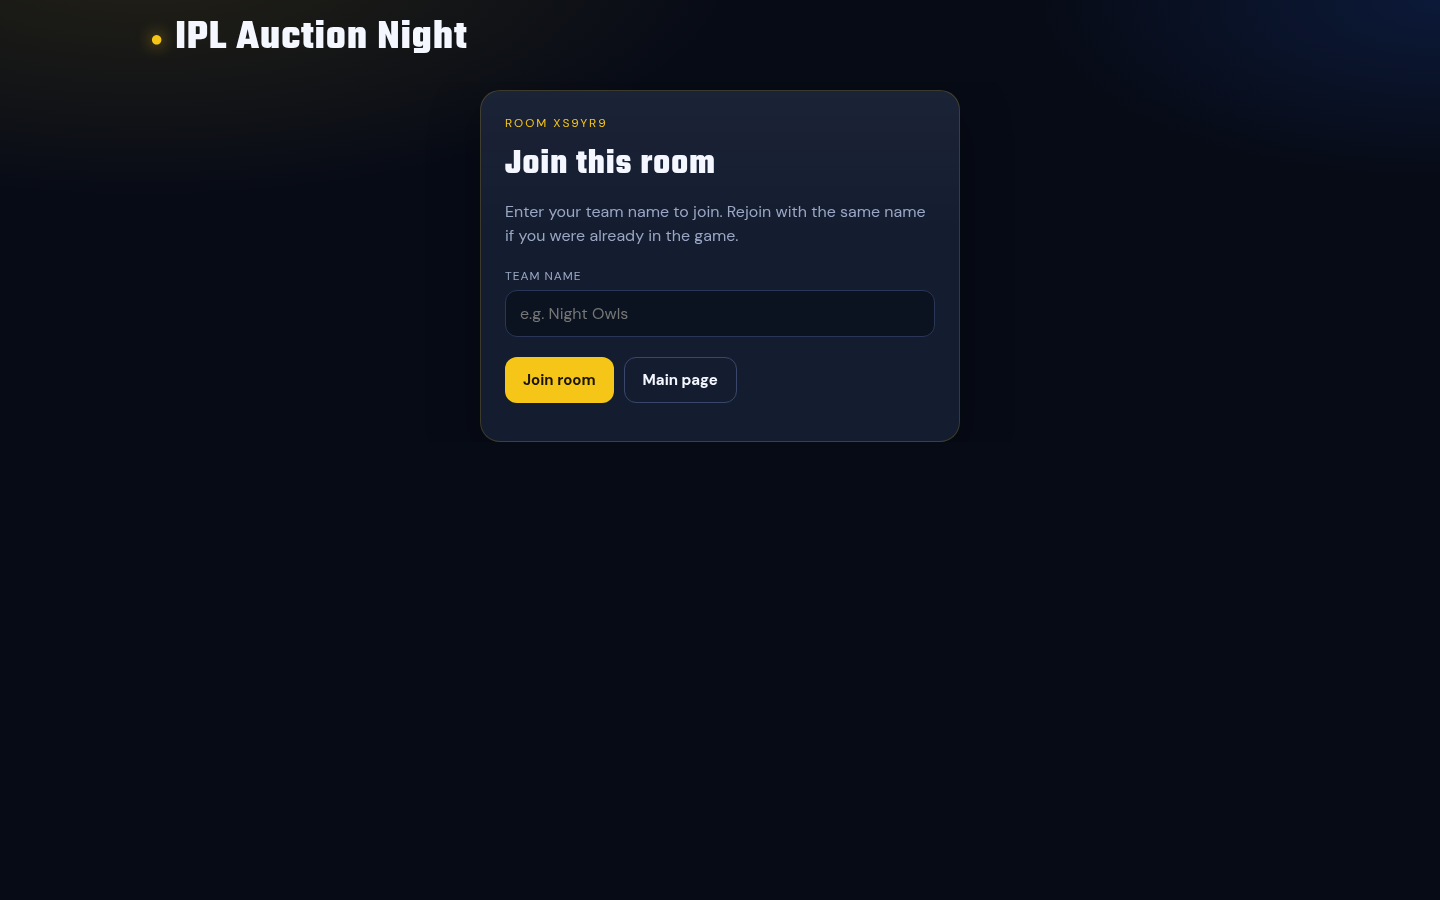 IPL Auction Night
ROOM XS9YR9
Join this room
Enter your team name to join. Rejoin with the same name
if you were already in the game.
TEAM NAME
e.g. Night Owls
Join room
Main page